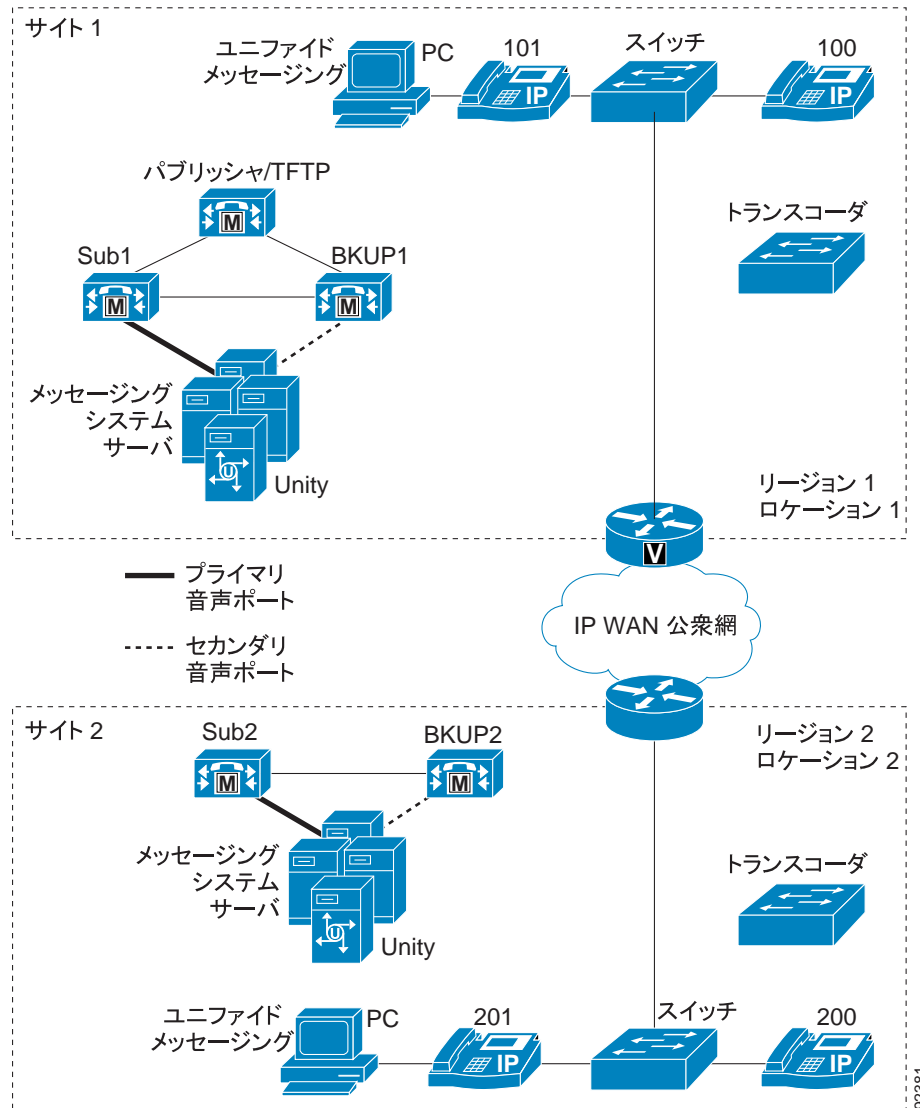 サイト 1
ユニファイド
メッセージング
PC
101
スイッチ
100
IP
IP
パブリッシャ/TFTP
M
Sub1
BKUP1
M
M
トランスコーダ
メッセージング
システム
サーバ
U
Unity
リージョン 1
ロケーション 1
V
プライマリ
音声ポート
IP WAN 公衆網
セカンダリ
音声ポート
サイト 2
Sub2
BKUP2
M
M
リージョン 2
ロケーション 2
メッセージング
システム
サーバ
U
Unity
トランスコーダ
ユニファイド
メッセージング
PC
201
スイッチ
200
IP
IP